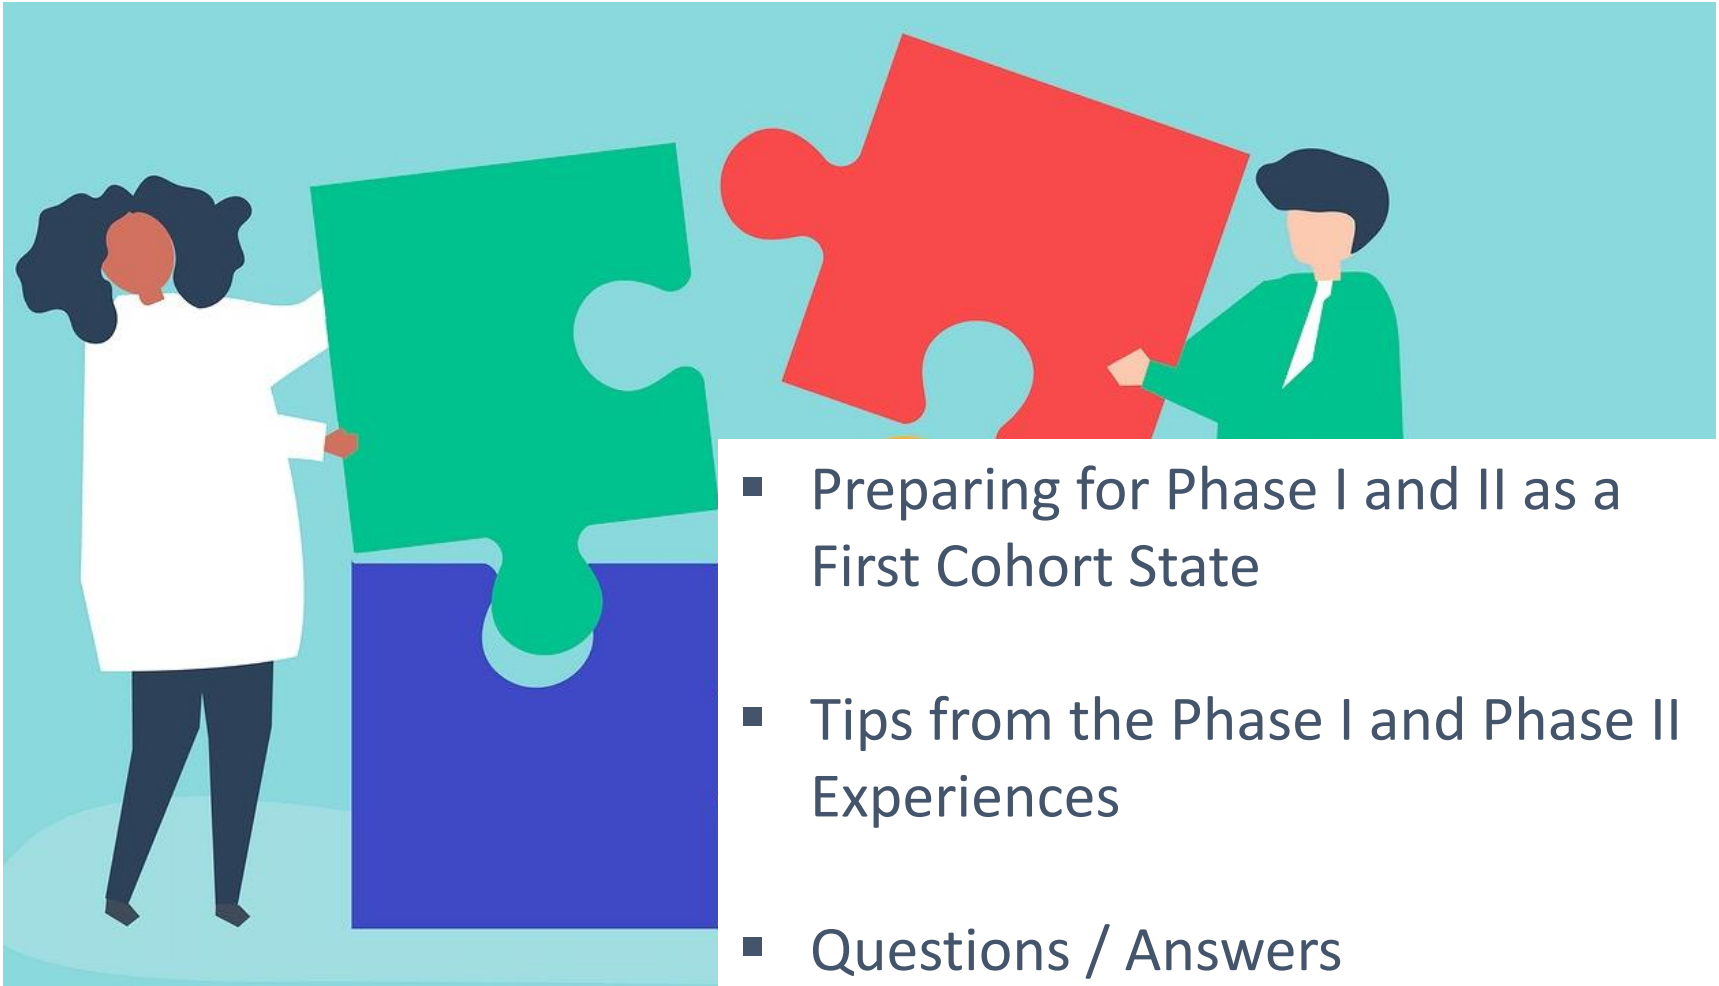 ▪ Preparing for Phase I and II as a
First Cohort State
▪ Tips from the Phase I and Phase II
Experiences
▪ Questions / Answers